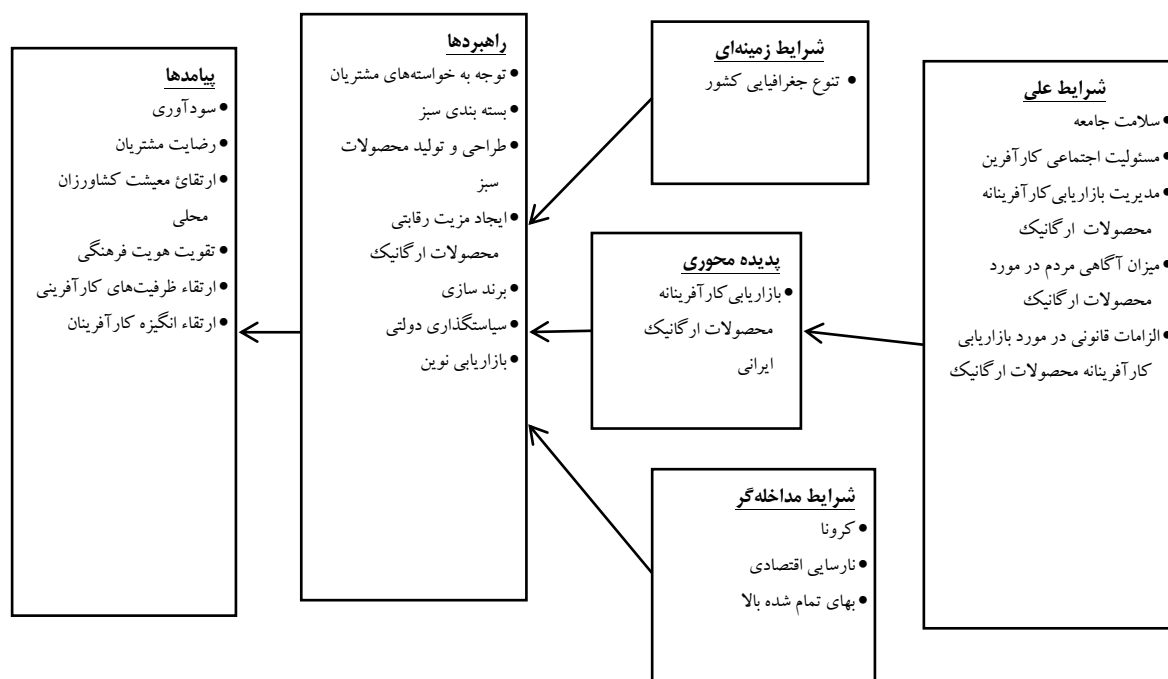 شرایط علی
•سلامت جامعه
•مسئولیت اجتماعی کارآفرین
•مدیریت بازاریابی کارآفرینانه
محصولات ارگانیک
•میزان آگاهی مردم در مورد
محصولات ارگانیک
•الزامات قانونی در مورد بازاریابی
کارآفرینانه محصولات ارگانیک
شرایط زمینه‌ای
• تنوع جغرافیایی کشور
پدیده محوری
•بازاریابی کارآفرینانه
محصولات ارگانیک
ایرانی
شرایط مداخله‌گر
•کرونا
•نارسایی اقتصادی
•بهای تمام شده بالا
راهبردها
•توجه به خواسته‌های مشتریان
•بسته بندی سبز
•طراحی و تولید محصولات
سبز
•ایجاد مزیت رقابتی
محصولات ارگانیک
•برند سازی
•سیاستگذاری دولتی
•بازاریابی نوین
پیامدها
•سودآوری
•رضایت مشتریان
•ارتقائ معیشت کشاورزان
محلی
•تقویت هویت فرهنگی
•ارتقاء ظرفیت‌های کارآفرینی
•ارتقاء انگیزه کارآفرینان